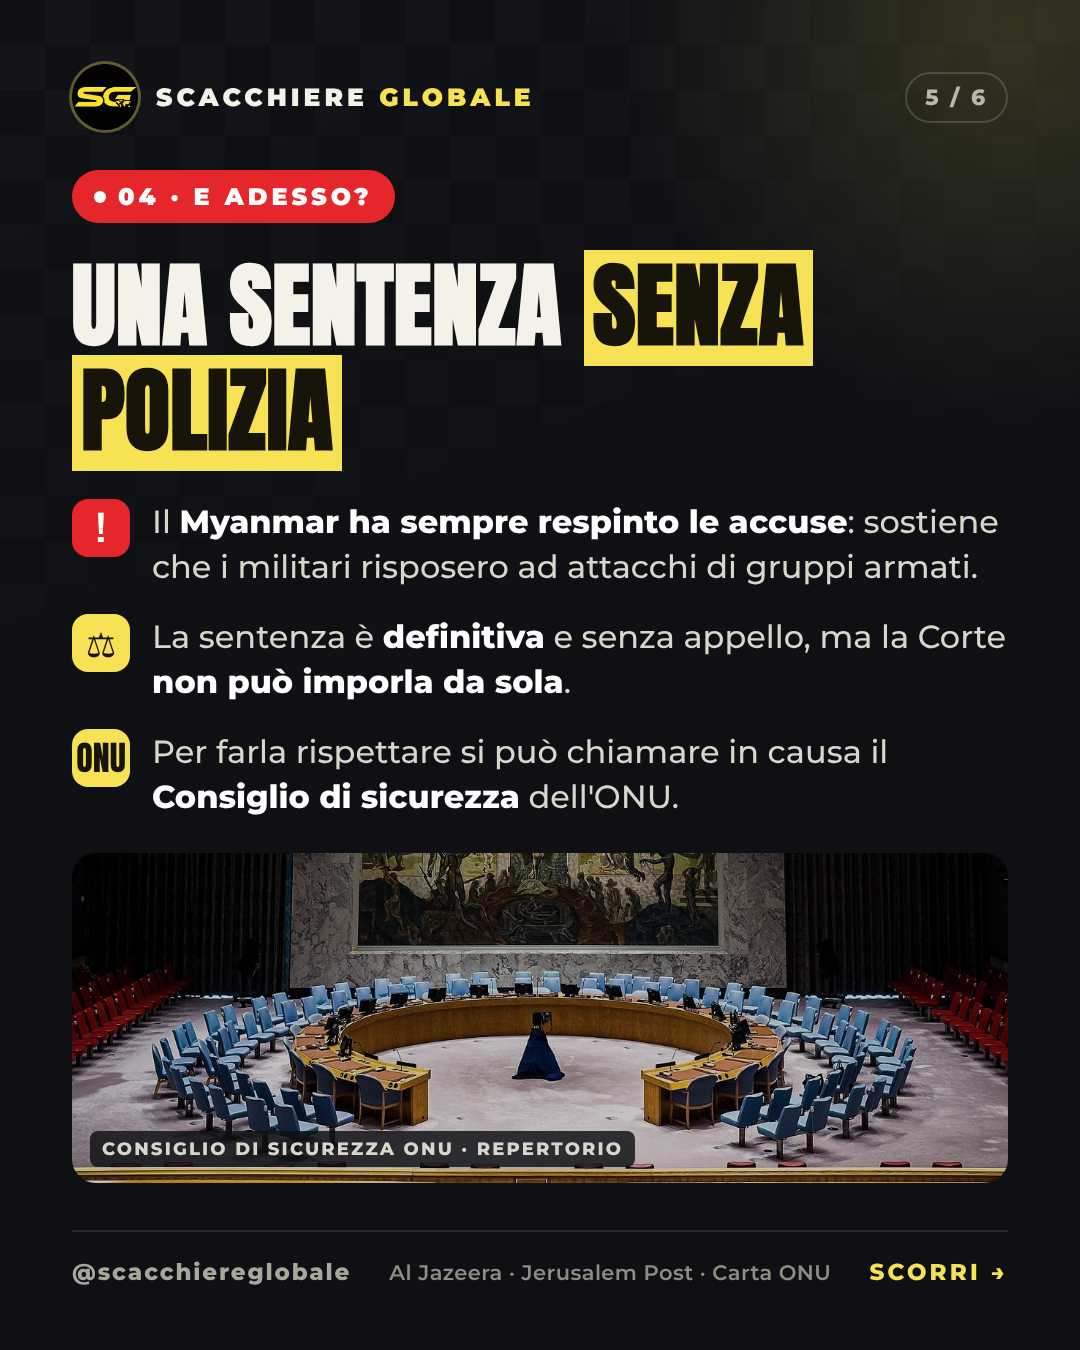 SG
SCACCHIERE GLOBALE
5 / 6
04 · E ADESSO?
UNA SENTENZA SENZA
POLIZIA
! Il Myanmar ha sempre respinto le accuse: sostiene
che i militari risposero ad attacchi di gruppi armati.
⚖ La sentenza è definitiva e senza appello, ma la Corte
non può imporla da sola.
ONU Per farla rispettare si può chiamare in causa il
Consiglio di sicurezza dell'ONU.
CONSIGLIO DI SICUREZZA ONU · REPERTORIO
@scacchiereglobale Al Jazeera · Jerusalem Post · Carta ONU SCORRI →